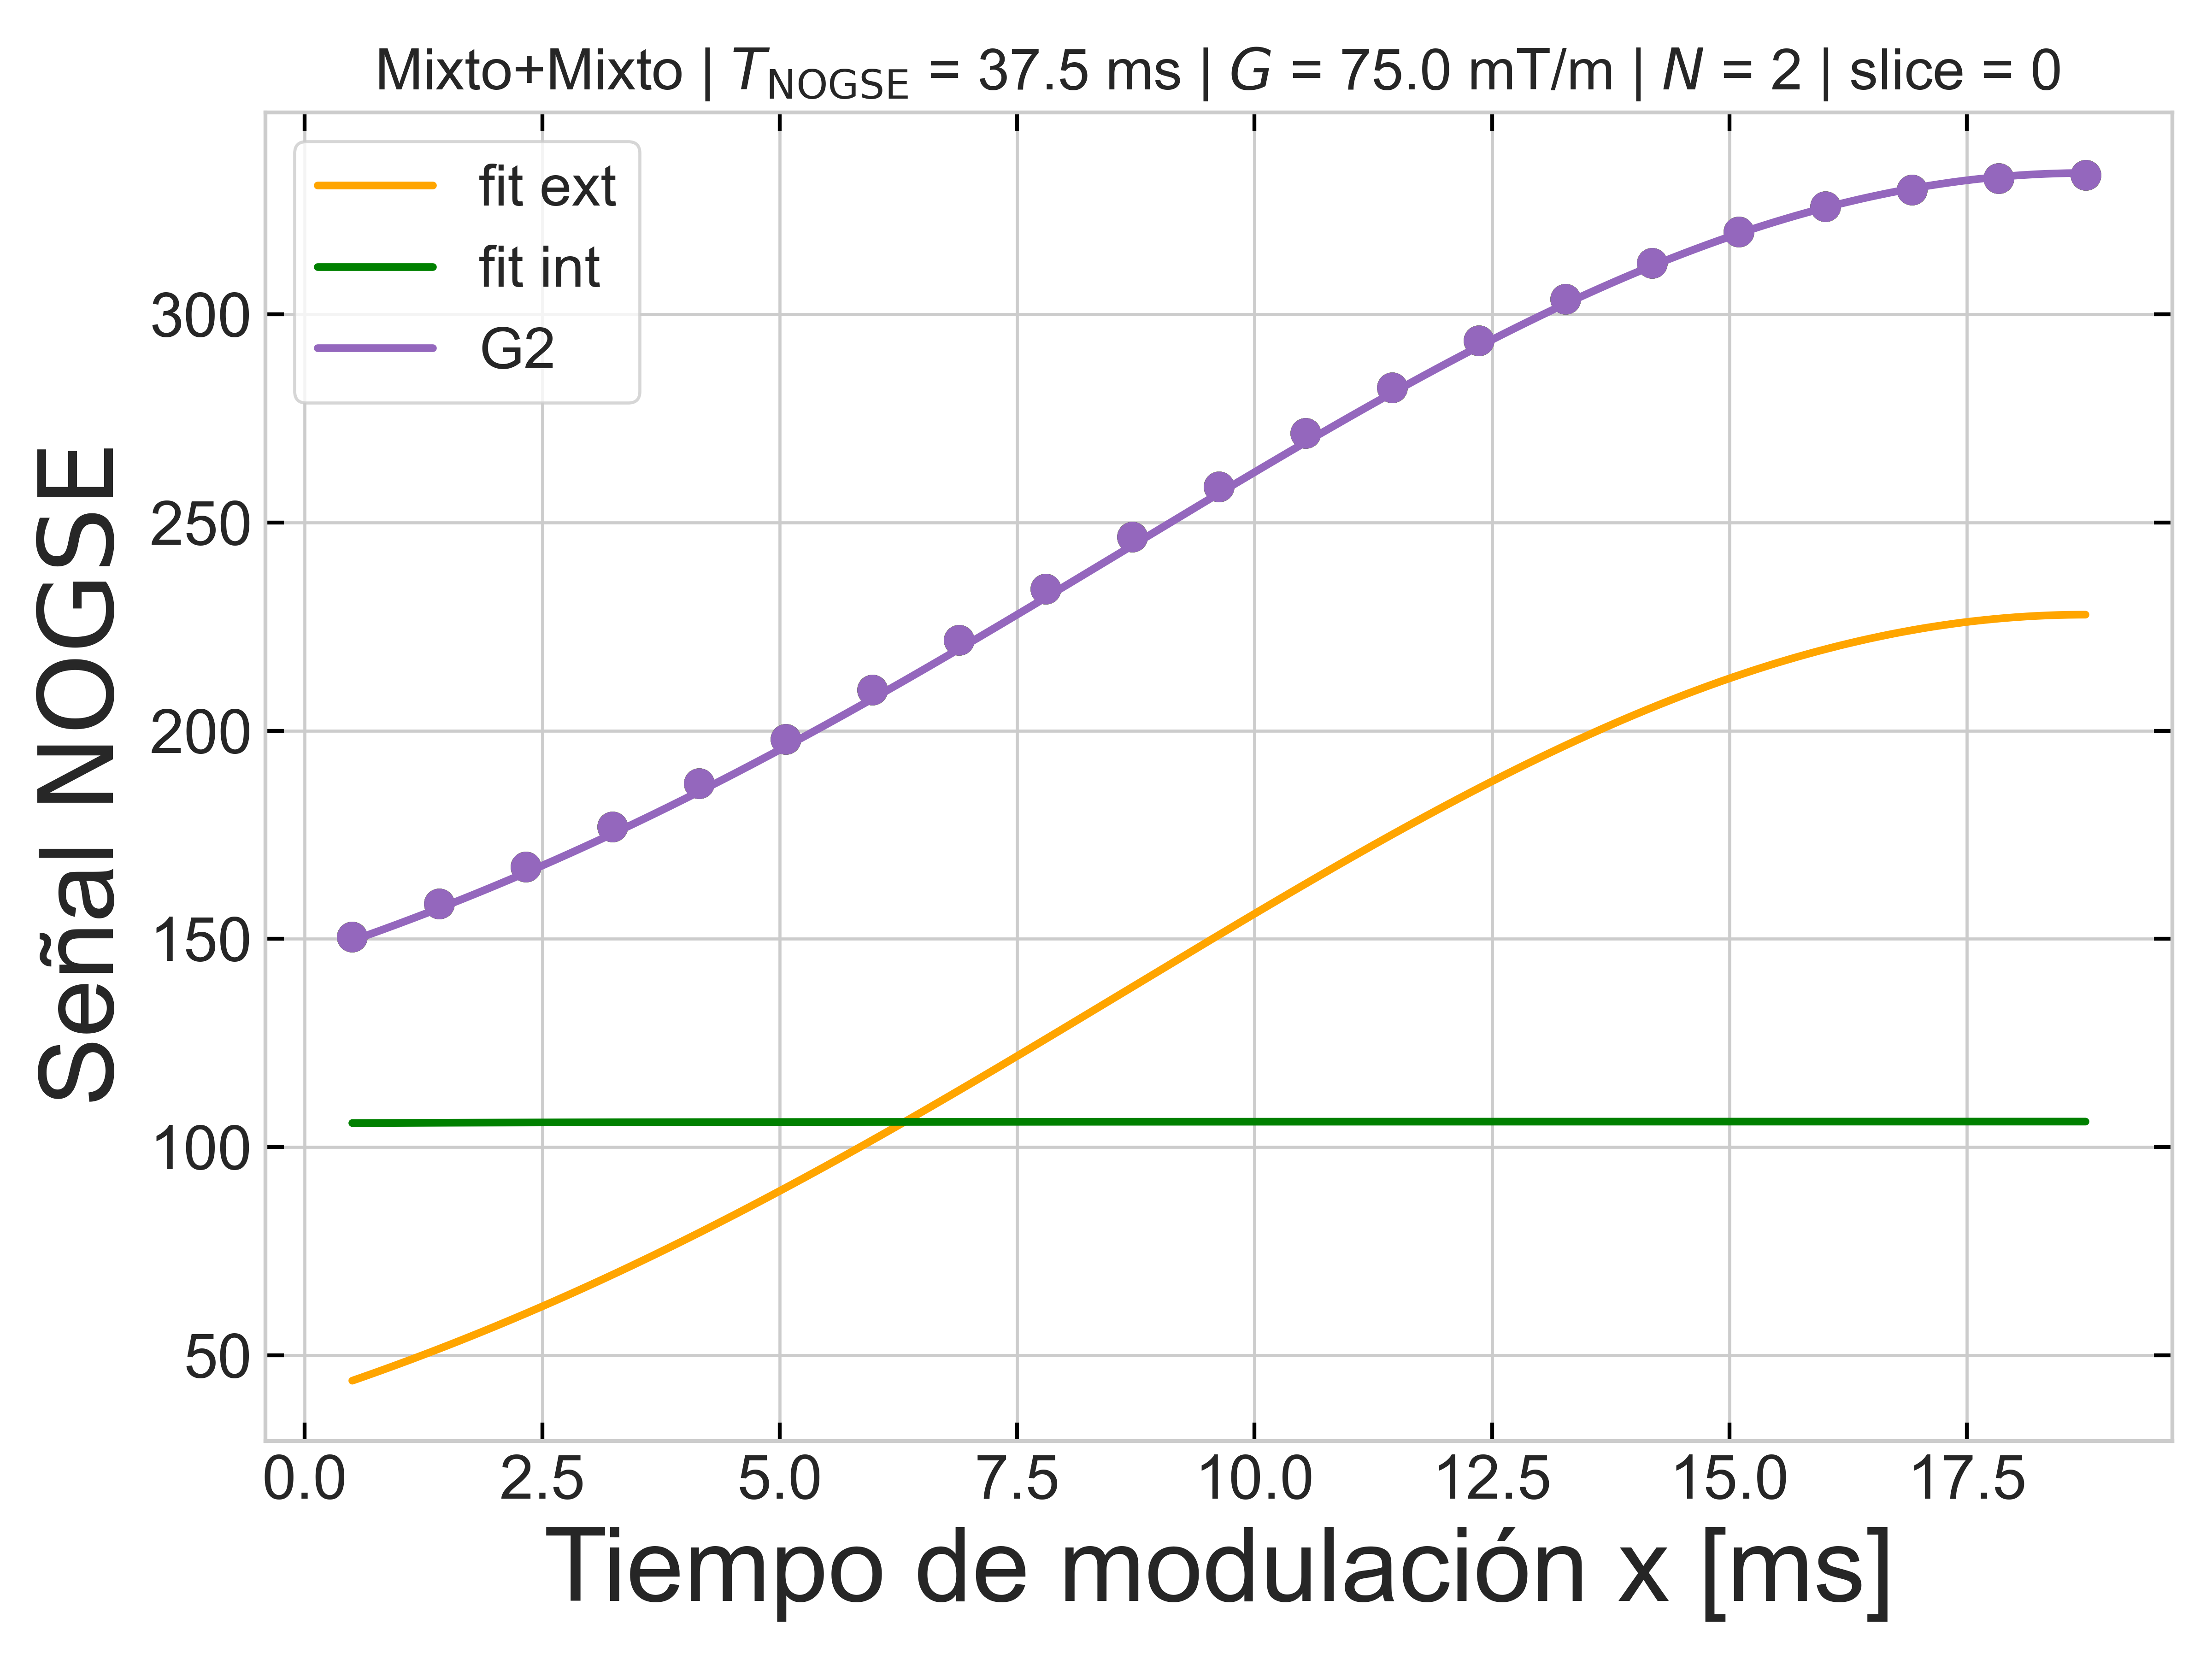 Mixto+Mixto | T_NOGSE = 37.5 ms | G = 75.0 mT/m | N = 2 | slice = 0
fit ext
fit int
G2
Señal NOGSE
300
250
200
150
100
50
0.0 2.5 5.0 7.5 10.0 12.5 15.0 17.5
Tiempo de modulación x [ms]